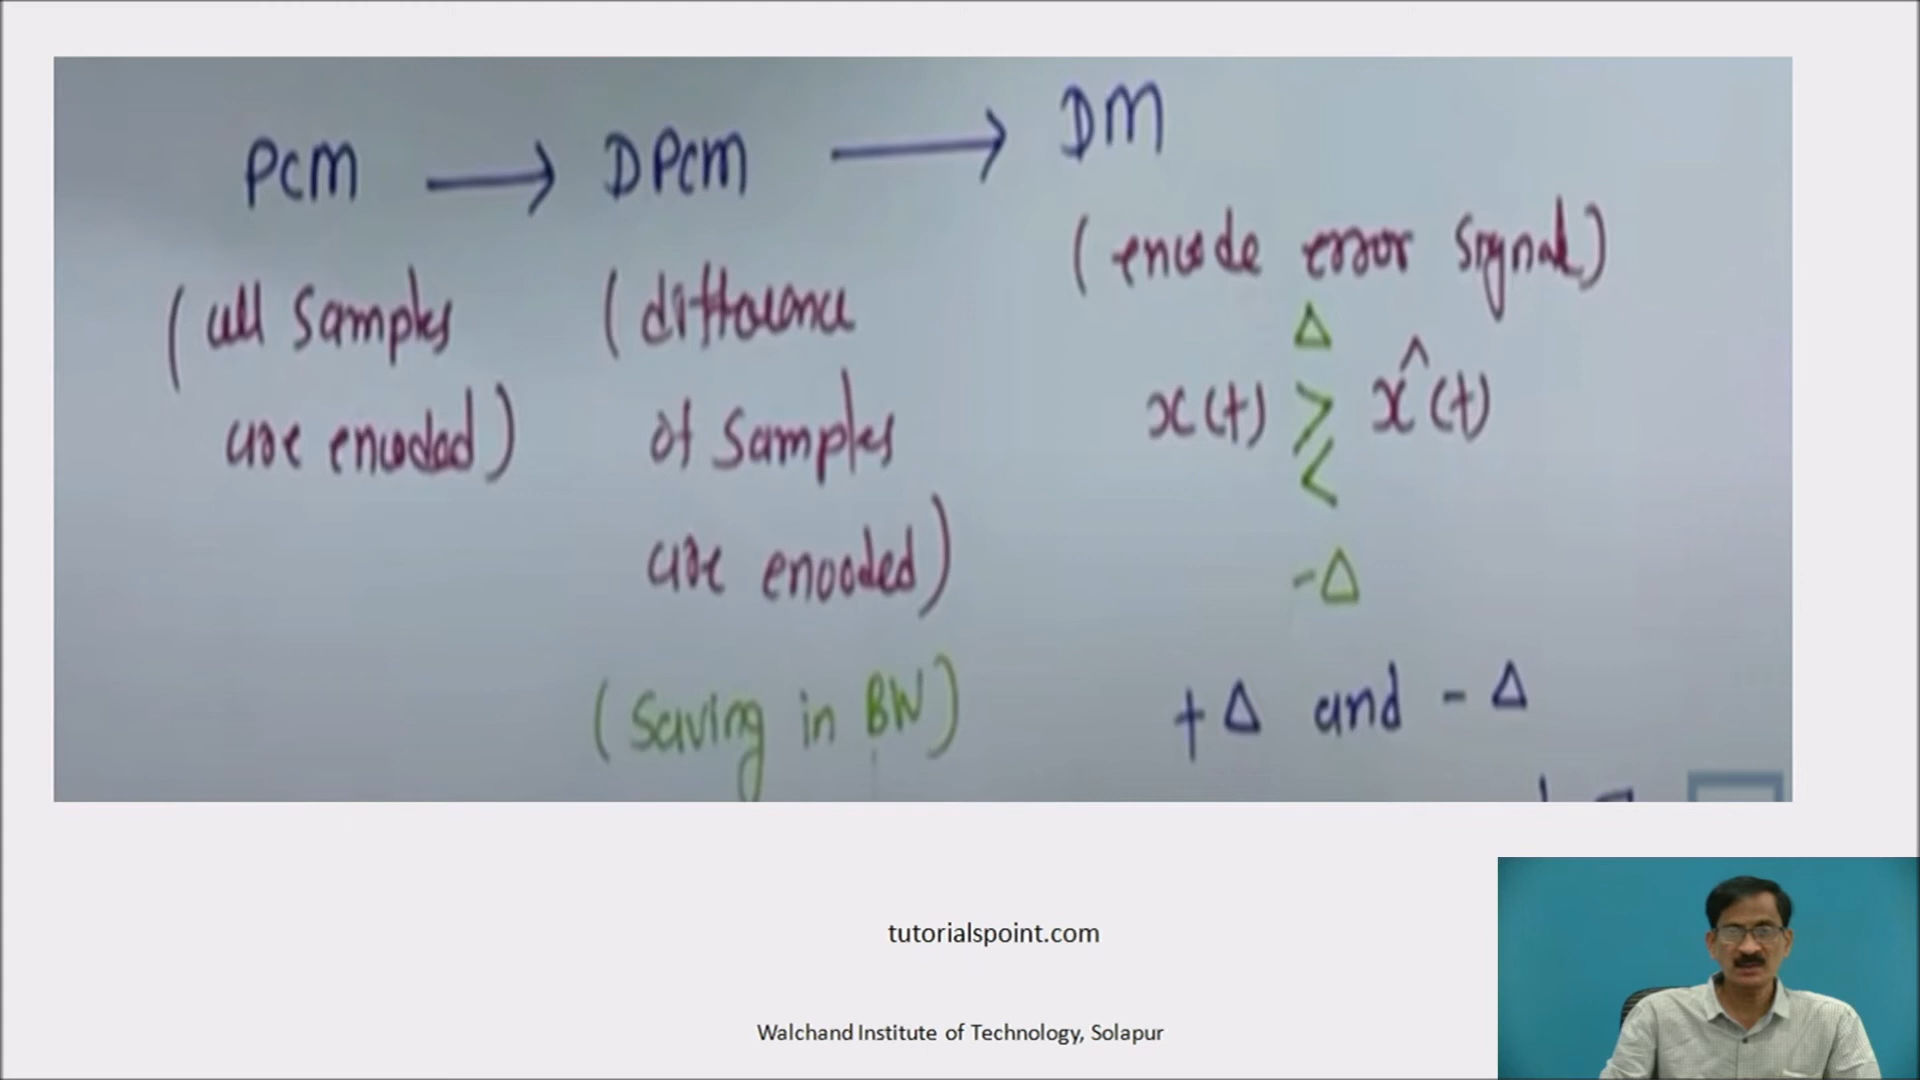 PCM → DPCM → DM
(all samples
are encoded)
(difference
of samples
are encoded)
(saving in BW)
(encode error signal)
Δ
x(t) ≥ x̂(t)
<
-Δ
+Δ and -Δ
tutorialspoint.com
Walchand Institute of Technology, Solapur